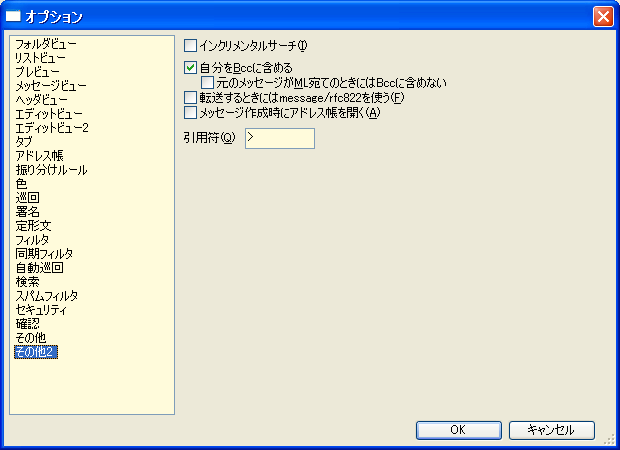 オプション
フォルダビュー
リストビュー
プレビュー
メッセージビュー
ヘッダビュー
エディットビュー
エディットビュー2
タブ
アドレス帳
振り分けルール
色
巡回
署名
定形文
フィルタ
同期フィルタ
自動巡回
検索
スパムフィルタ
セキュリティ
確認
その他
その他2
インクリメンタルサーチ(I)
自分をBccに含める
元のメッセージがML宛てのときにはBccに含めない
転送するときにはmessage/rfc822を使う(F)
メッセージ作成時にアドレス帳を開く(A)
引用符(Q) >
OK キャンセル